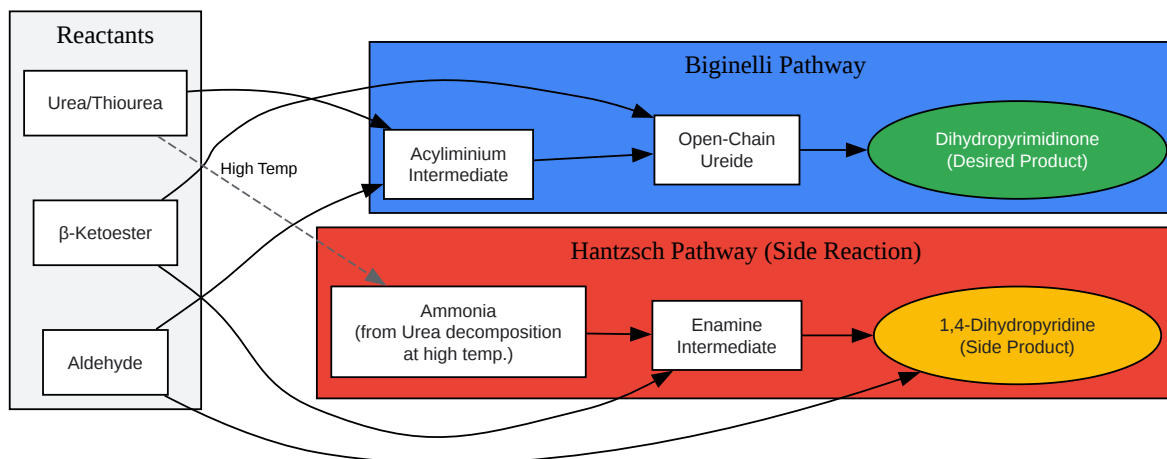 Reactants
Urea/Thiourea
β-Ketoester
Aldehyde
High Temp
Biginelli Pathway
Acyliminium
Intermediate
Open-Chain
Ureide
Dihydropyrimidinone
(Desired Product)
Hantzsch Pathway (Side Reaction)
Ammonia
(from Urea decomposition
at high temp.)
Enamine
Intermediate
1,4-Dihydropyridine
(Side Product)